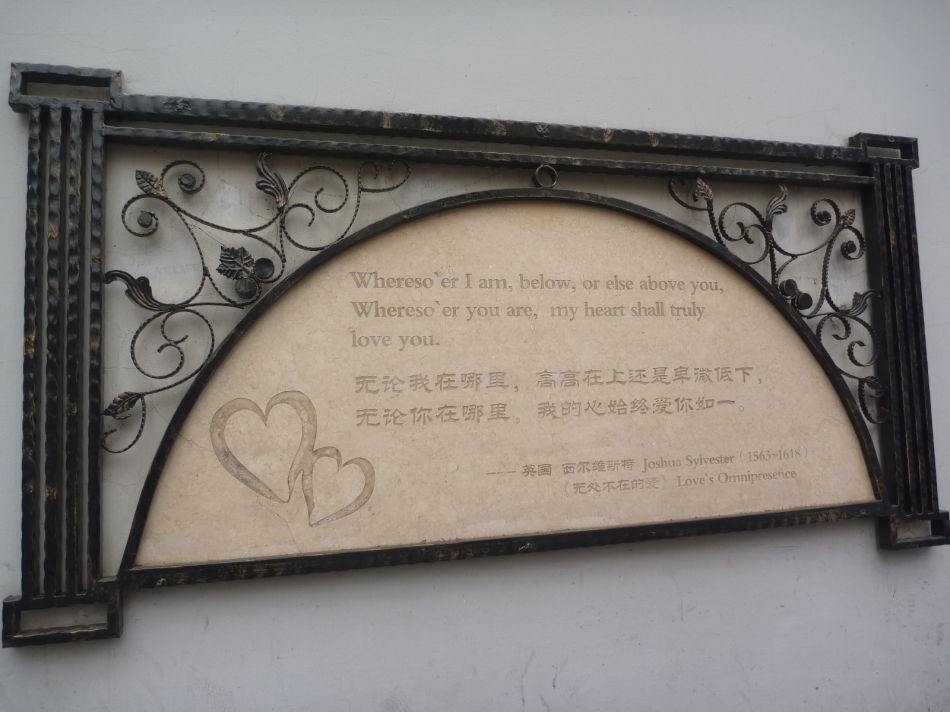 Whereso`er I am, below, or else above you,
Whereso`er you are, my heart shall truly
love you.
无论我在哪里，高高在上还是卑微低下，
无论你在哪里，我的心始终爱你如一。
—— 英国 西尔维斯特 Joshua Sylvester（1563~1618）
（无处不在的爱） Love's Omnipresence